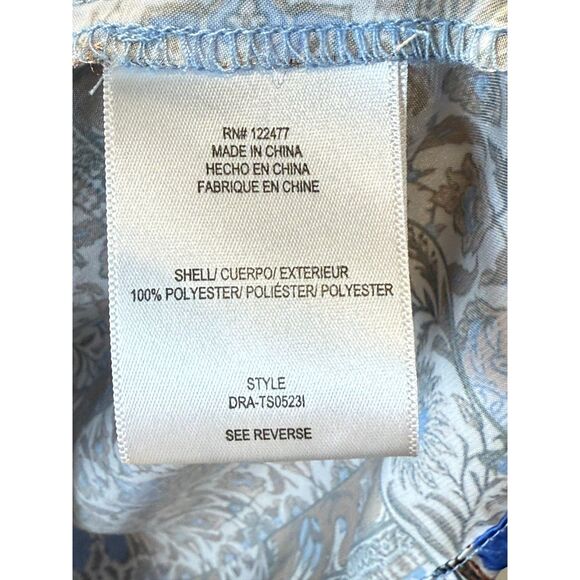 RN# 122477
MADE IN CHINA
HECHO EN CHINA
FABRIQUE EN CHINE
SHELL/ CUERPO/ EXTERIEUR
100% POLYESTER/ POLIÉSTER/ POLYESTER
STYLE
DRA-TS0523I
SEE REVERSE